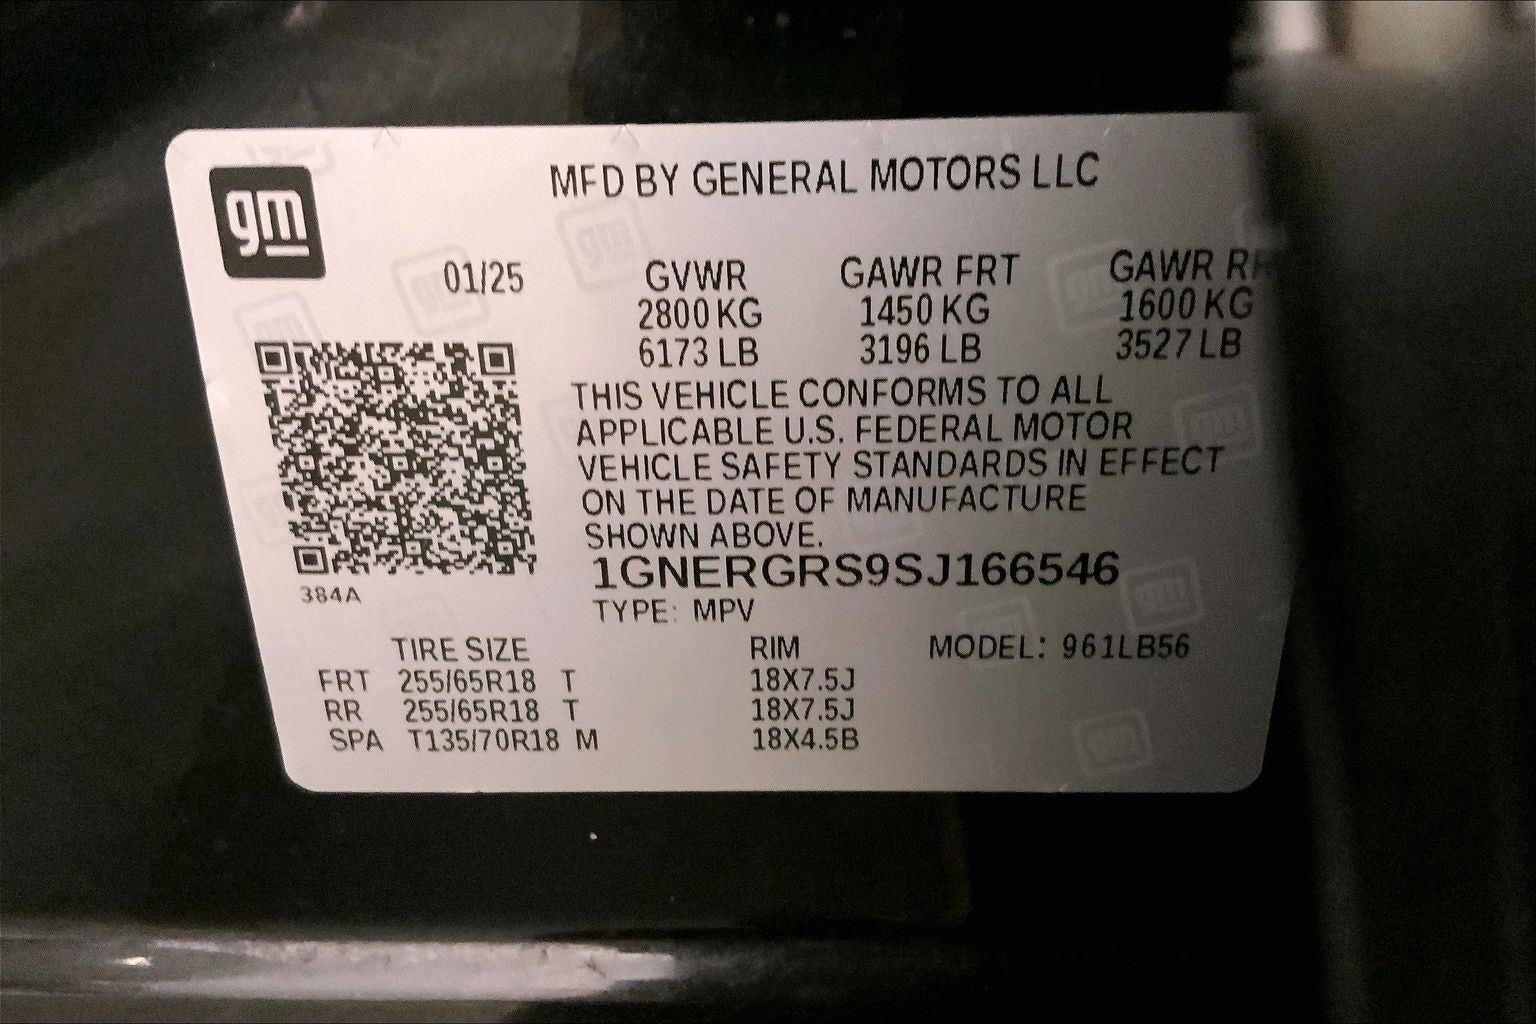 gm
MFD BY GENERAL MOTORS LLC
01/25 GVWR GAWR FRT GAWR
2800 KG 1450 KG 1600 KG
6173 LB 3196 LB 3527 LB
THIS VEHICLE CONFORMS TO ALL
APPLICABLE U.S. FEDERAL MOTOR
VEHICLE SAFETY STANDARDS IN EFFECT
ON THE DATE OF MANUFACTURE
SHOWN ABOVE.
1GNERGRS9SJ166546
384A
TYPE: MPV
TIRE SIZE RIM MODEL: 961LB56
FRT 255/65R18 T 18X7.5J
RR 255/65R18 T 18X7.5J
SPA T135/70R18 M 18X4.5B